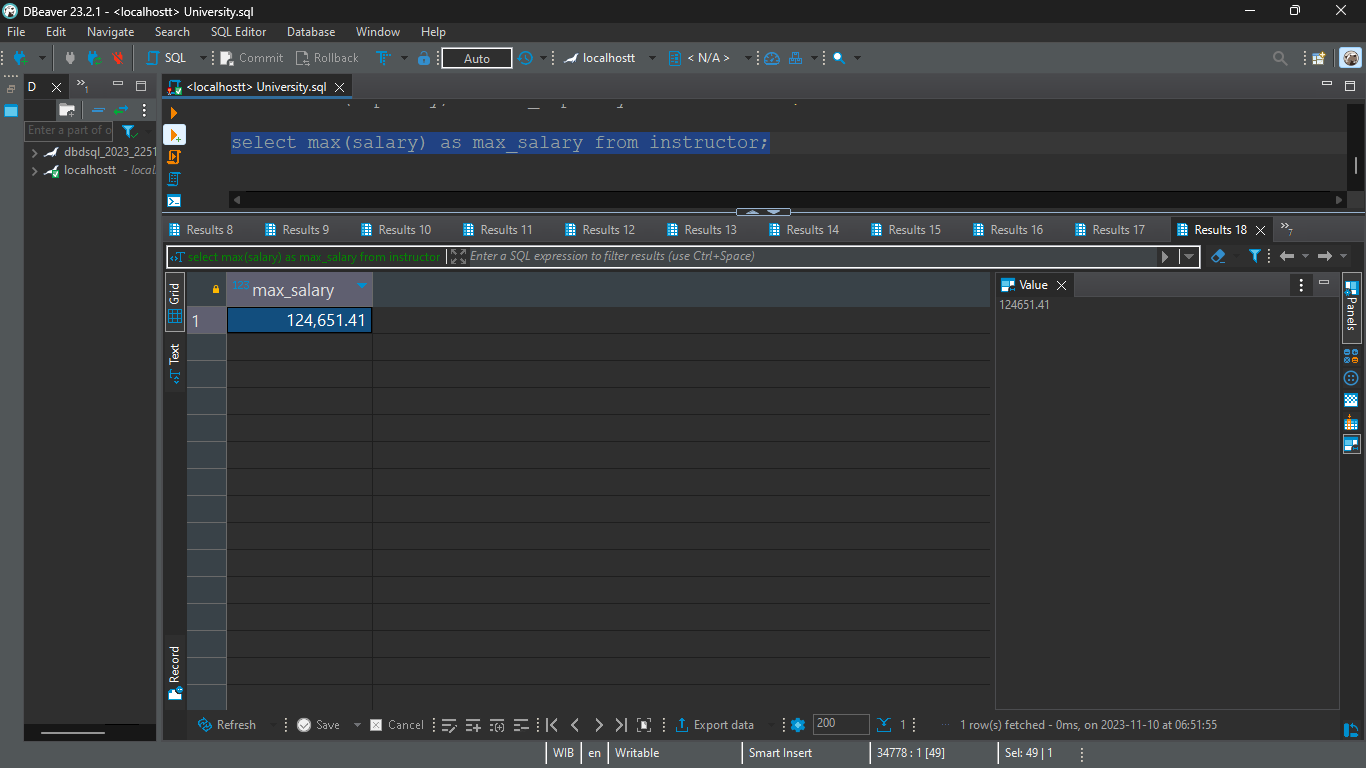 DBeaver 23.2.1 - <localhostt> University.sql
File Edit Navigate Search SQL Editor Database Window Help
SQL Commit Rollback Auto localhostt < N/A >
D »1 <localhostt> University.sql
Enter a part of o
dbdsql_2023_2251
localhostt - local
select max(salary) as max_salary from instructor;
Results 8 Results 9 Results 10 Results 11 Results 12 Results 13 Results 14 Results 15 Results 16 Results 17 Results 18 »7
select max(salary) as max_salary from instructor Enter a SQL expression to filter results (use Ctrl+Space)
Grid
Text
Record
123 max_salary
1 124,651.41
Value
124651.41
Panels
Refresh Save Cancel Export data 200 1 ... 1 row(s) fetched - 0ms, on 2023-11-10 at 06:51:55
WIB en Writable Smart Insert 34778 : 1 [49] Sel: 49 | 1